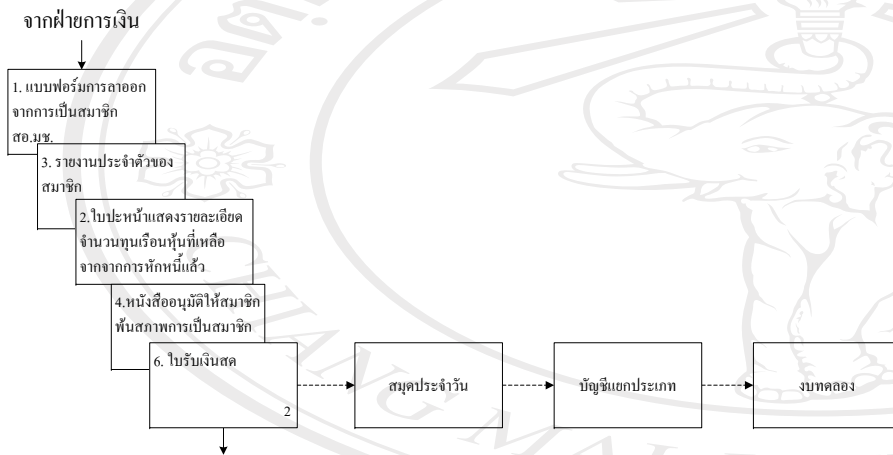 จากฝ่ายการเงิน
1. แบบฟอร์มการลาออก
จากการเป็นสมาชิก
สอ.มช.
3. รายงานประจำตัวของ
สมาชิก
2.ใบปะหน้าแสดงรายละเอียด
จำนวนทุนเรือนหุ้นที่เหลือ
จากจากการหักหนี้แล้ว
4.หนังสืออนุมัติให้สมาชิก
พ้นสภาพการเป็นสมาชิก
6. ใบรับเงินสด
2
สมุดประจำวัน
บัญชีแยกประเภท
งบทดลอง
CHIANG MAI